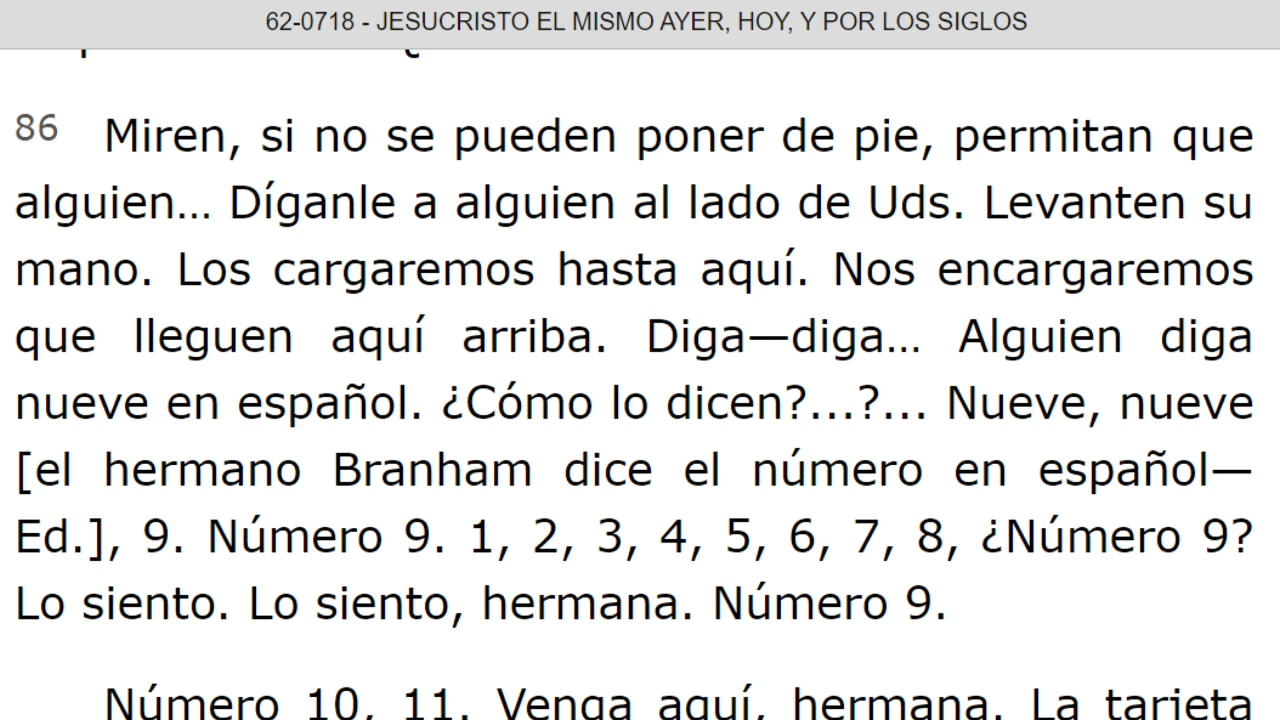 62-0718 - JESUCRISTO EL MISMO AYER, HOY, Y POR LOS SIGLOS
86 Miren, si no se pueden poner de pie, permitan que
alguien... Díganle a alguien al lado de Uds. Levanten su
mano. Los cargaremos hasta aquí. Nos encargaremos
que lleguen aquí arriba. Diga—diga... Alguien diga
nueve en español. ¿Cómo lo dicen?...?... Nueve, nueve
[el hermano Branham dice el número en español—
Ed.], 9. Número 9. 1, 2, 3, 4, 5, 6, 7, 8, ¿Número 9?
Lo siento. Lo siento, hermana. Número 9.
Número 10, 11. Venga aquí, hermana. La tarjeta